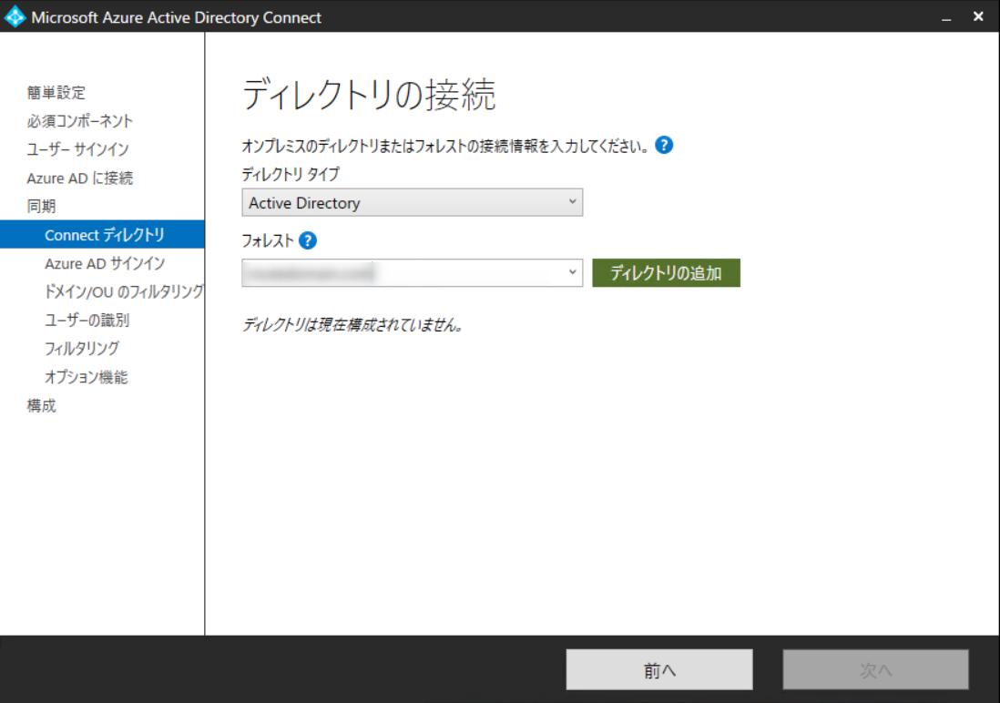 Microsoft Azure Active Directory Connect
簡単設定
必須コンポーネント
ユーザー サインイン
Azure AD に接続
同期
Connect ディレクトリ
Azure AD サインイン
ドメイン/OU のフィルタリング
ユーザーの識別
フィルタリング
オプション機能
構成
ディレクトリの接続
オンプレミスのディレクトリまたはフォレストの接続情報を入力してください。 ?
ディレクトリ タイプ
Active Directory
フォレスト ?
ディレクトリの追加
ディレクトリは現在構成されていません。
前へ
次へ